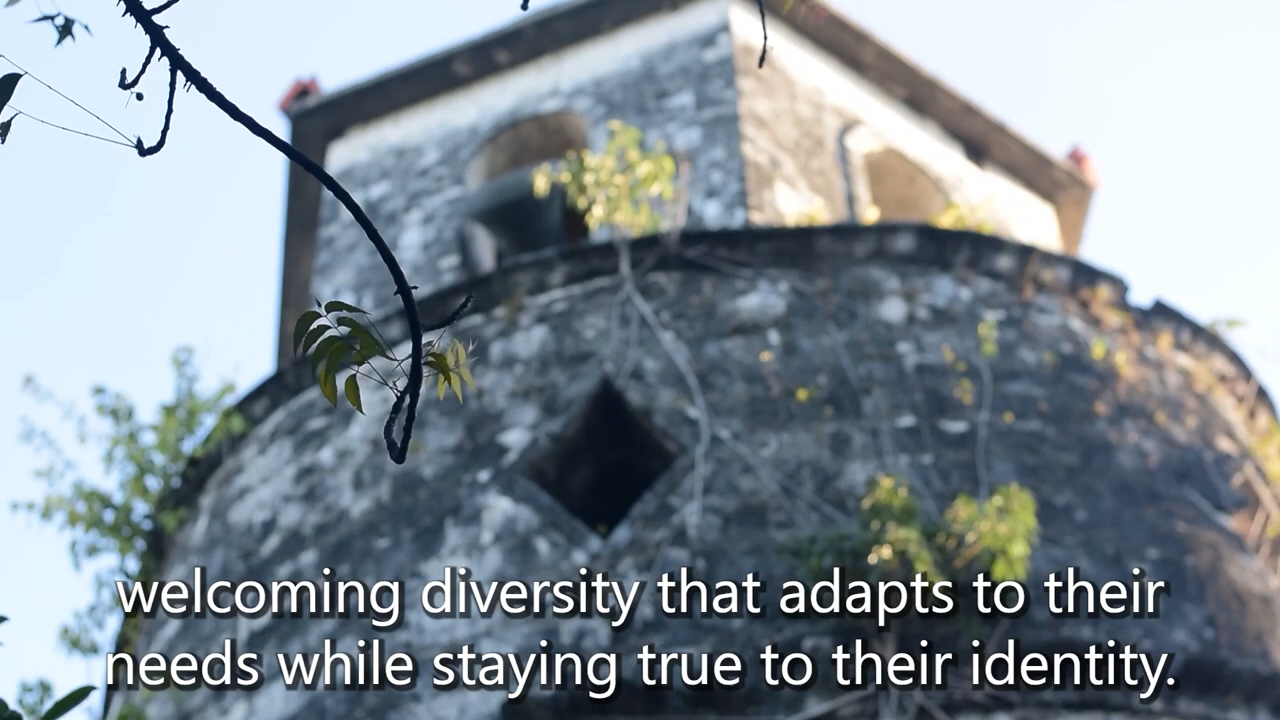 welcoming diversity that adapts to their
needs while staying true to their identity.